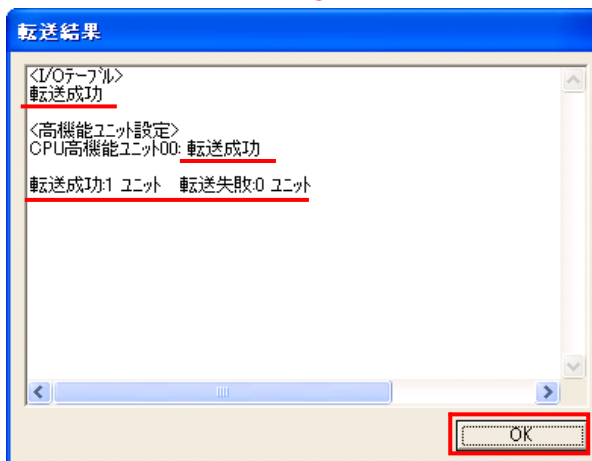 転送結果
<I/Oテーブル>
転送成功
<高機能ユニット設定>
CPU高機能ユニット00: 転送成功
転送成功:1 ユニット　転送失敗:0 ユニット
OK